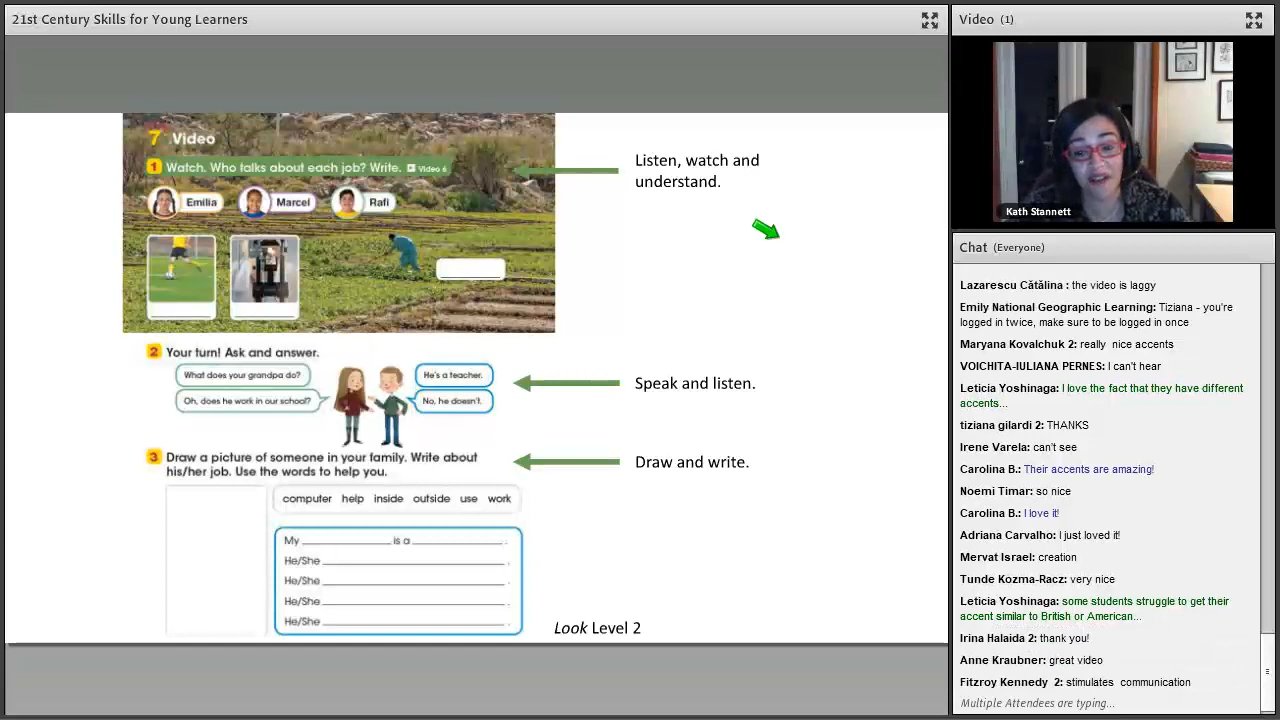 21st Century Skills for Young Learners
7 Video
1 Watch. Who talks about each job? Write. Video 6
Emilia
Marcel
Rafi
2 Your turn! Ask and answer.
What does your grandpa do?
He's a teacher.
Oh, does he work in our school?
No, he doesn't.
3 Draw a picture of someone in your family. Write about
his/her job. Use the words to help you.
computer help inside outside use work
My ____________ is a ____________ .
He/She ____________ .
He/She ____________ .
He/She ____________ .
He/She ____________ .
Listen, watch and
understand.
Speak and listen.
Draw and write.
Look Level 2
Video (1)
Kath Stannett
Chat (Everyone)
Lazarescu Cătălina : the video is laggy
Emily National Geographic Learning: Tiziana - you're
logged in twice, make sure to be logged in once
Maryana Kovalchuk 2: really nice accents
VOICHITA-IULIANA PERNES: I can't hear
Leticia Yoshinaga: I love the fact that they have different
accents...
tiziana gilardi 2: THANKS
Irene Varela: can't see
Carolina B.: Their accents are amazing!
Noemi Timar: so nice
Carolina B.: I love it!
Adriana Carvalho: I just loved it!
Mervat Israel: creation
Tunde Kozma-Racz: very nice
Leticia Yoshinaga: some students struggle to get their
accent similar to British or American...
Irina Halaida 2: thank you!
Anne Kraubner: great video
Fitzroy Kennedy 2: stimulates communication
Multiple Attendees are typing...